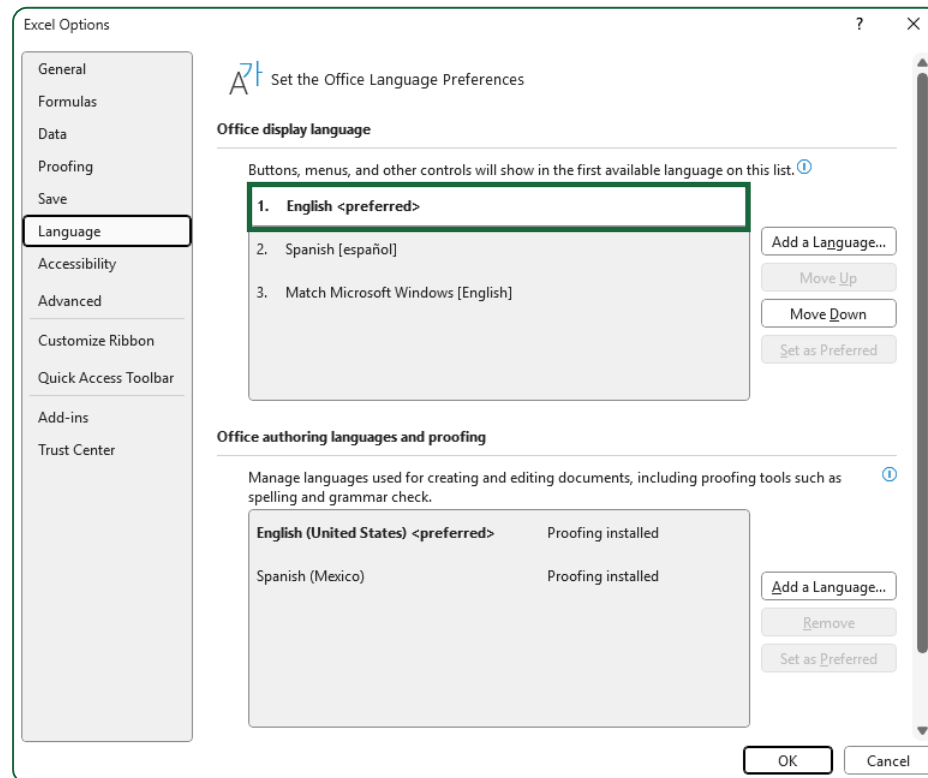 Excel Options
?
General
Formulas
Data
Proofing
Save
Language
Accessibility
Advanced
Customize Ribbon
Quick Access Toolbar
Add-ins
Trust Center
Set the Office Language Preferences
Office display language
Buttons, menus, and other controls will show in the first available language on this list.
1. English <preferred>
2. Spanish [español]
3. Match Microsoft Windows [English]
Add a Language...
Move Up
Move Down
Set as Preferred
Office authoring languages and proofing
Manage languages used for creating and editing documents, including proofing tools such as
spelling and grammar check.
English (United States) <preferred> Proofing installed
Spanish (Mexico) Proofing installed
Add a Language...
Remove
Set as Preferred
OK
Cancel